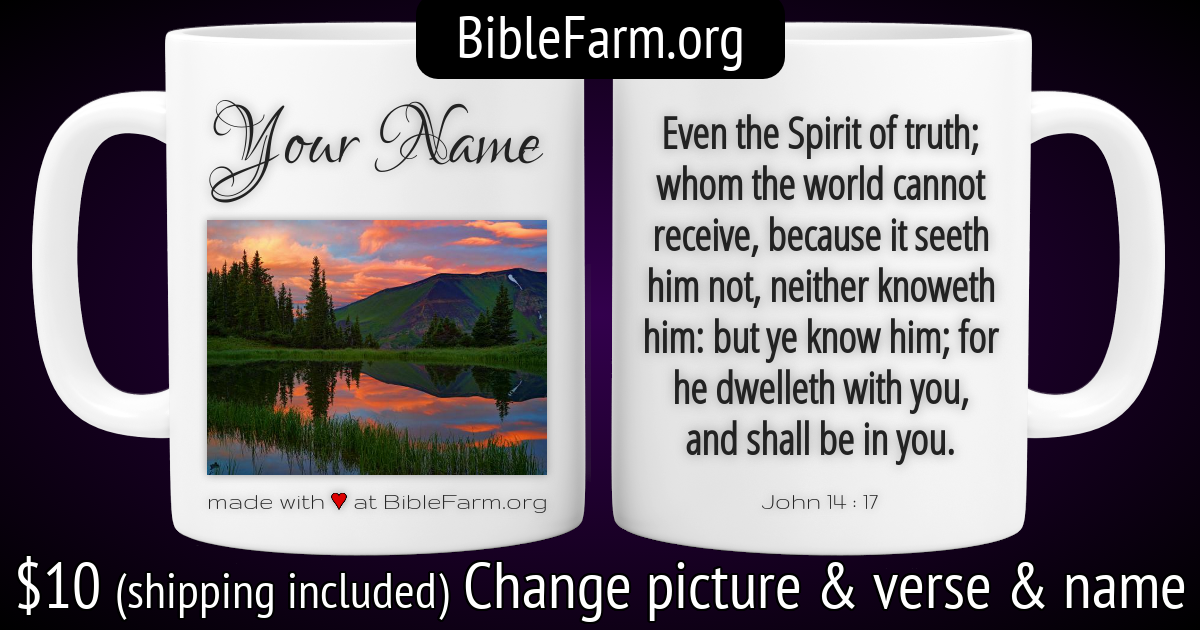 BibleFarm.org
Your Name
made with ♥ at BibleFarm.org
Even the Spirit of truth;
whom the world cannot
receive, because it seeth
him not, neither knoweth
him: but ye know him; for
he dwelleth with you,
and shall be in you.
John 14 : 17
$10 (shipping included) Change picture & verse & name